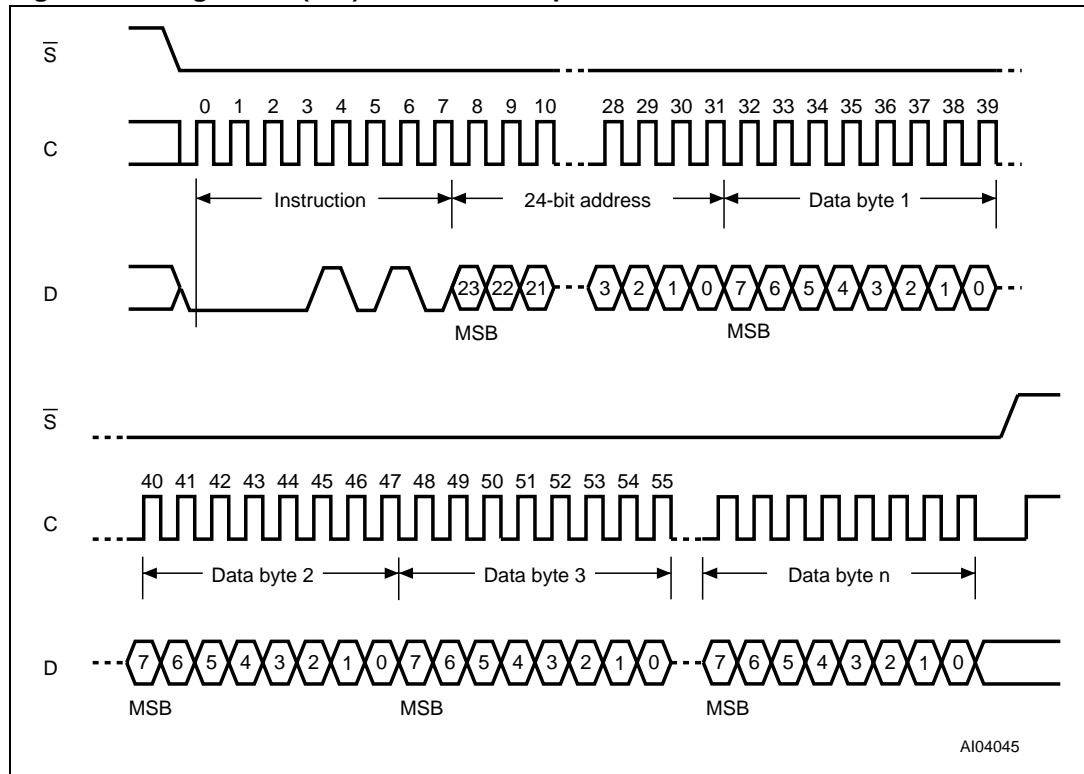 S
0 1 2 3 4 5 6 7 8 9 10 28 29 30 31 32 33 34 35 36 37 38 39
C
Instruction 24-bit address Data byte 1
D
23 22 21 3 2 1 0 7 6 5 4 3 2 1 0
MSB MSB
S
40 41 42 43 44 45 46 47 48 49 50 51 52 53 54 55
C
Data byte 2 Data byte 3 Data byte n
D
7 6 5 4 3 2 1 0 7 6 5 4 3 2 1 0 7 6 5 4 3 2 1 0
MSB MSB MSB
AI04045